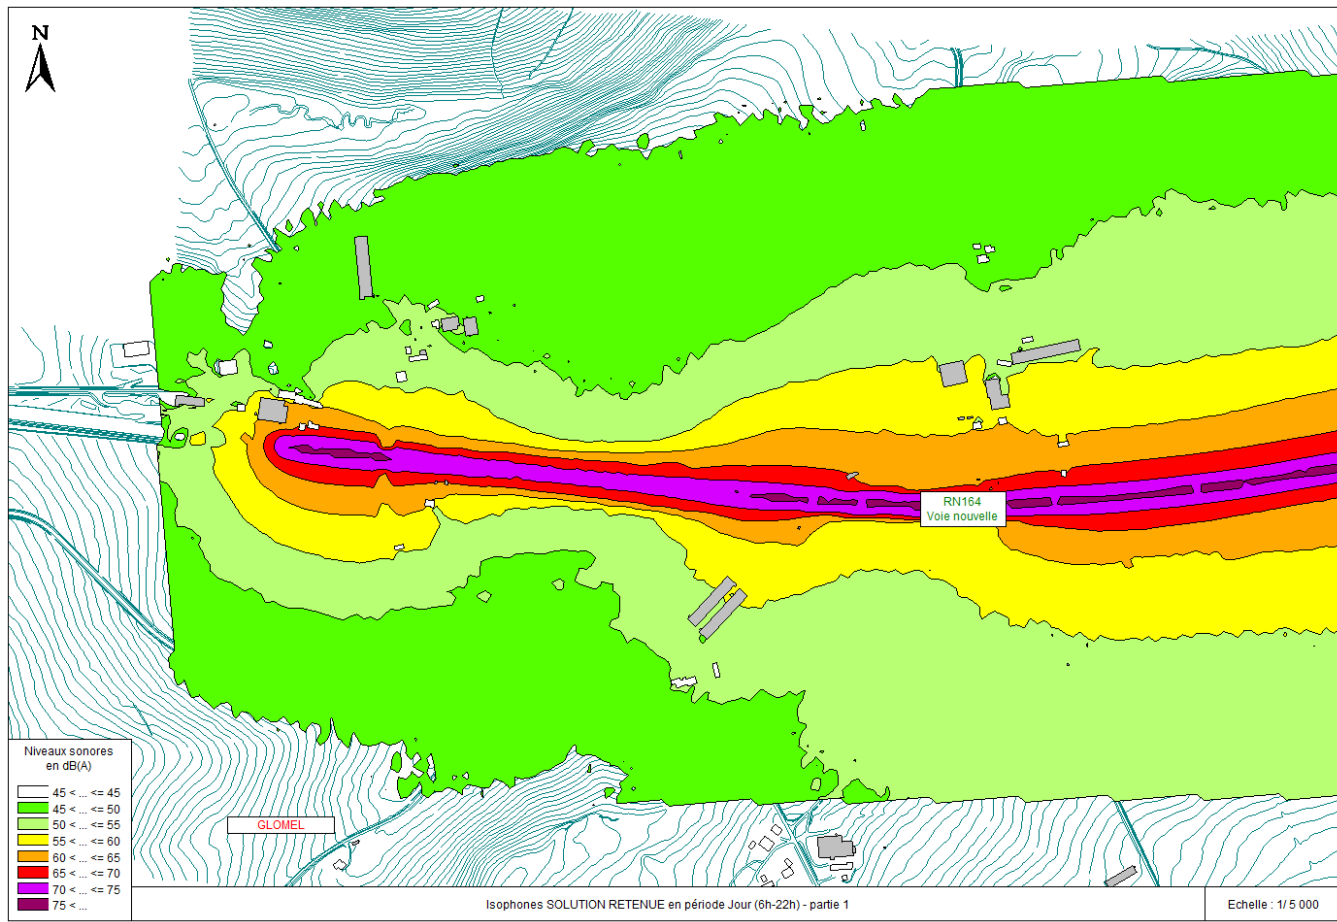 N
RN164
Voie nouvelle
Niveaux sonores
en dB(A)
45 < ... <= 45
45 < ... <= 50
50 < ... <= 55
55 < ... <= 60
60 < ... <= 65
65 < ... <= 70
70 < ... <= 75
75 < ...
GLOMEL
Isophones SOLUTION RETENUE en période Jour (6h-22h) - partie 1
Echelle : 1/ 5 000